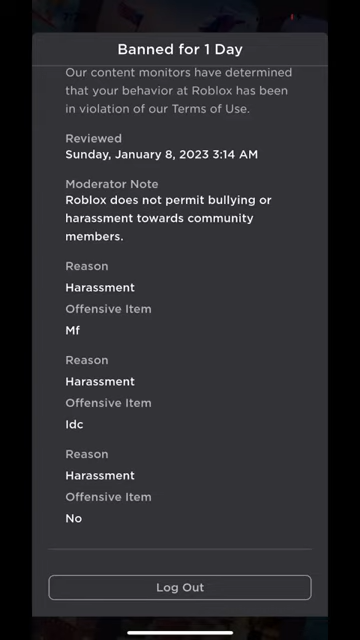 Banned for 1 Day
Our content monitors have determined
that your behavior at Roblox has been
in violation of our Terms of Use.
Reviewed
Sunday, January 8, 2023 3:14 AM
Moderator Note
Roblox does not permit bullying or
harassment towards community
members.
Reason
Harassment
Offensive Item
Mf
Reason
Harassment
Offensive Item
Idc
Reason
Harassment
Offensive Item
No
Log Out